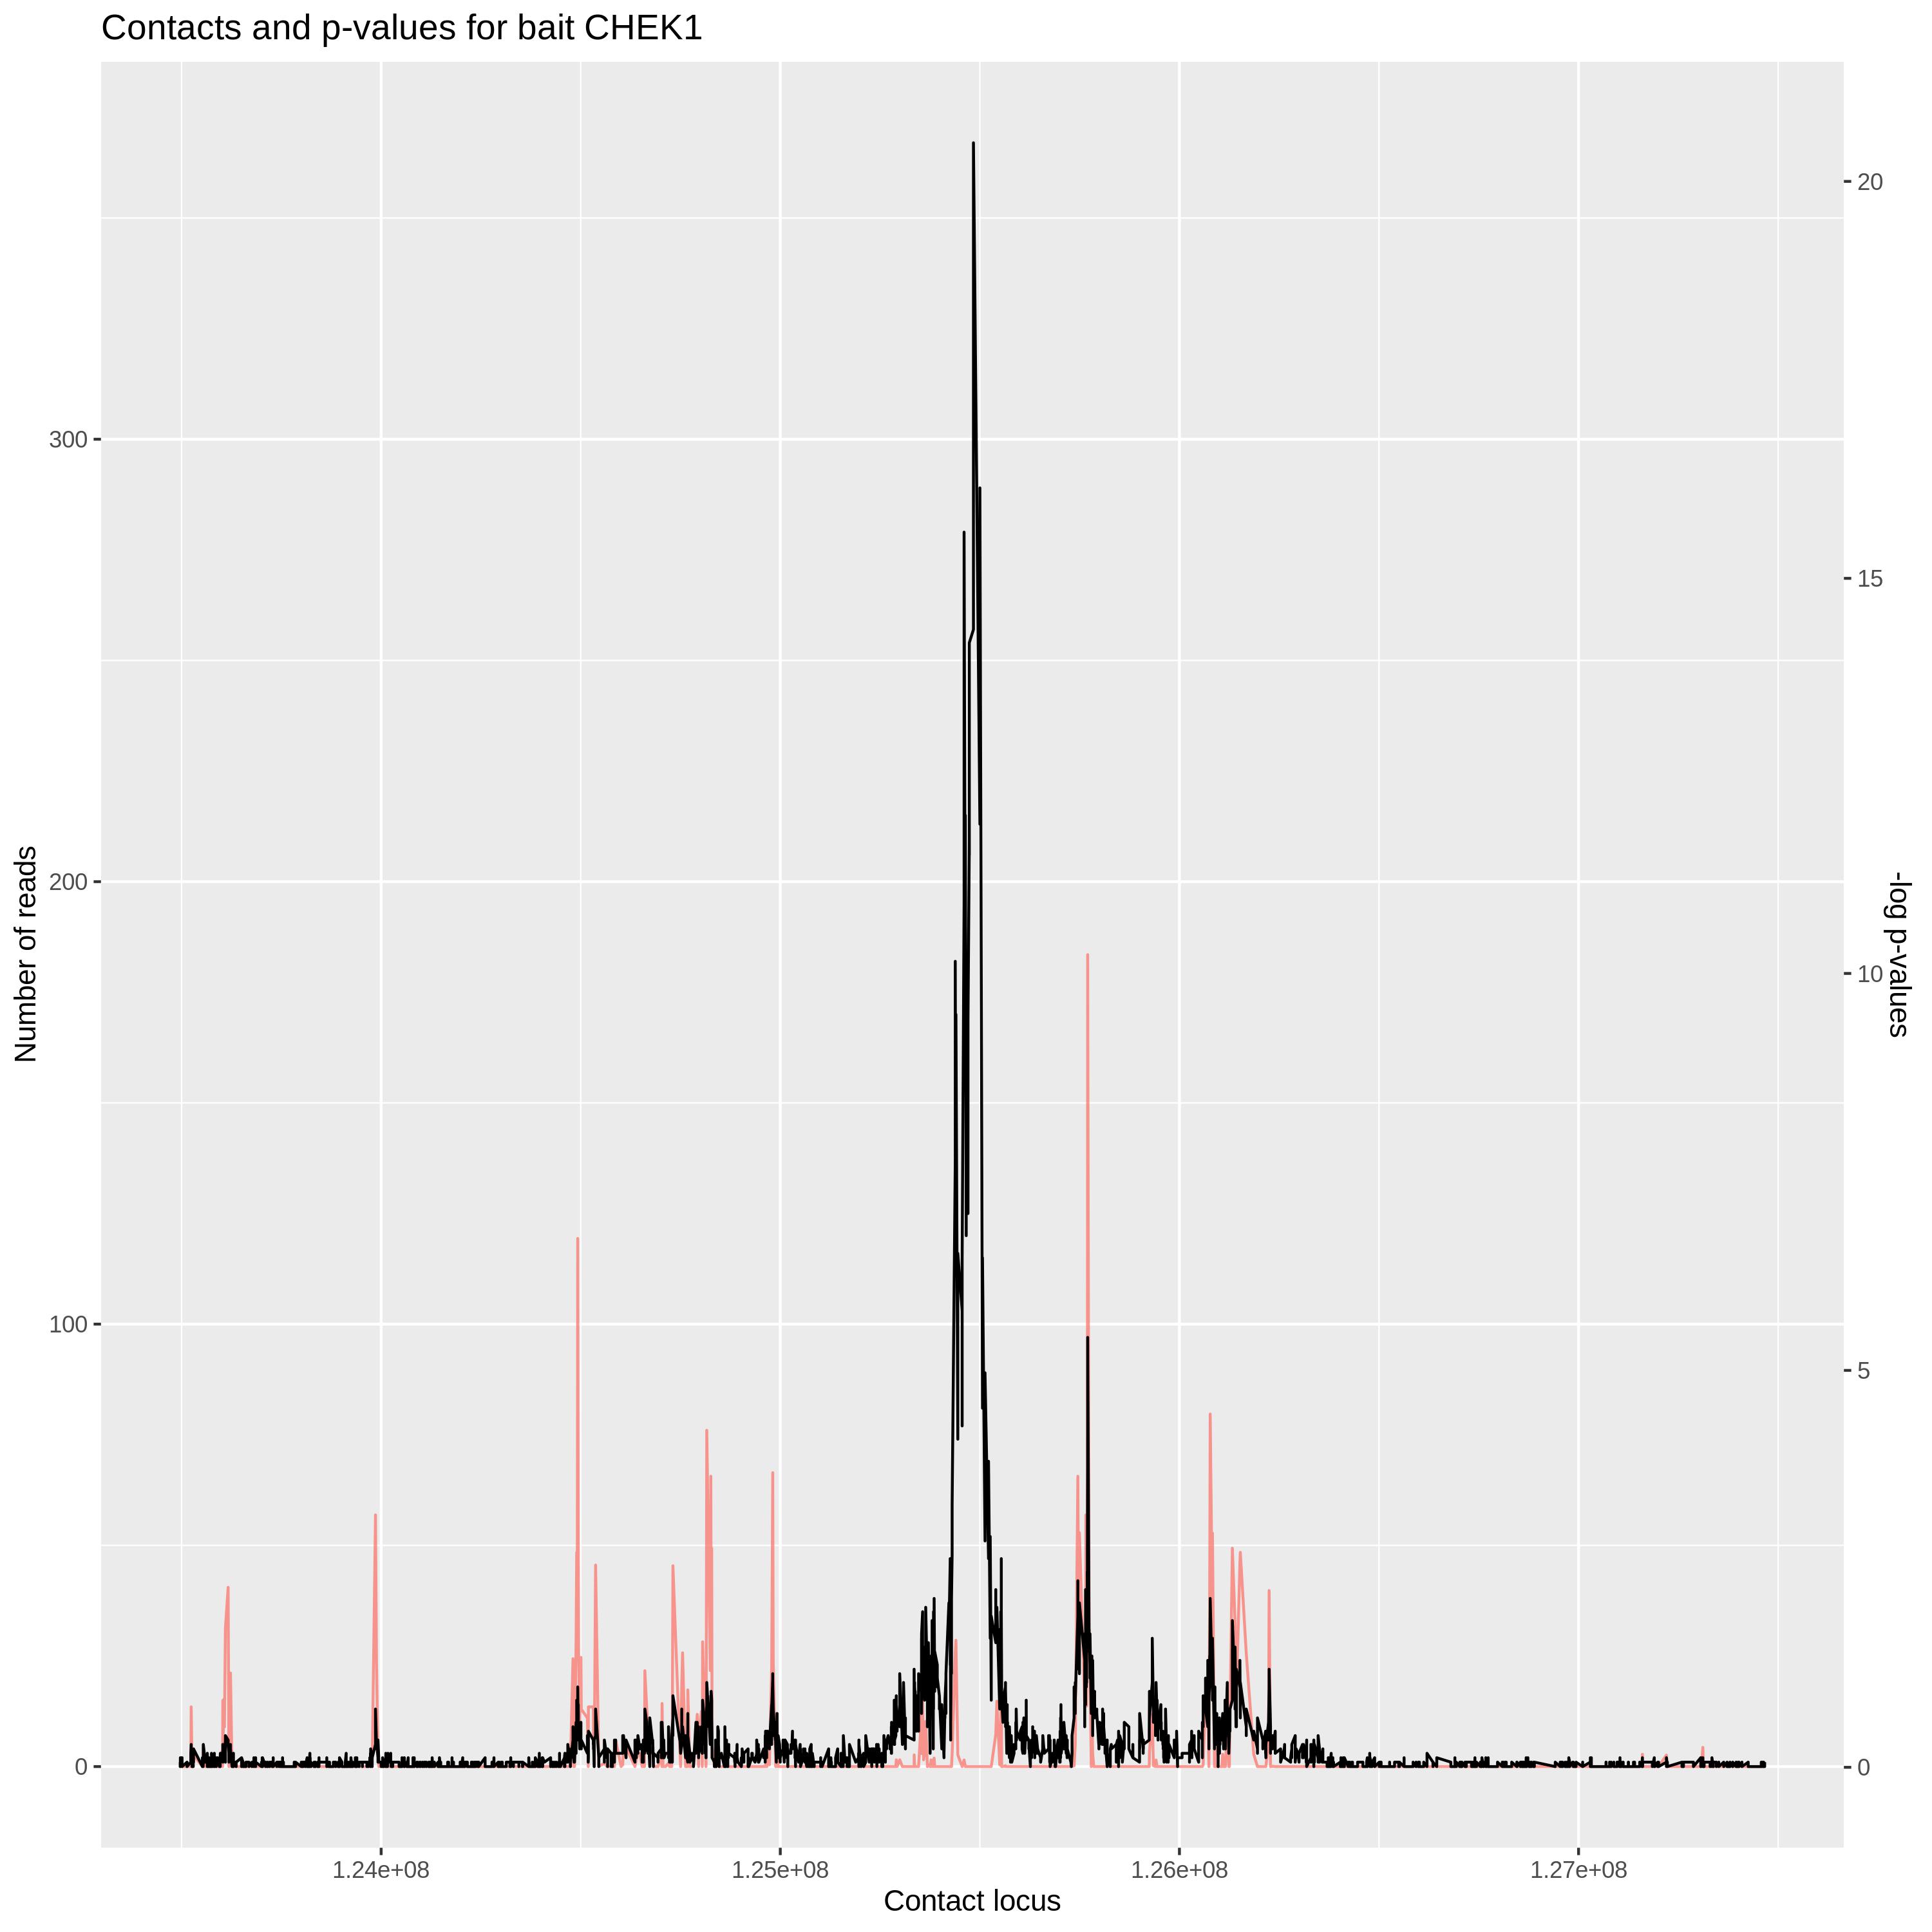 Contacts and p-values for bait CHEK1
Number of reads
300
200
100
0
20
15
10
5
0
-log p-values
1.24e+08
1.25e+08
1.26e+08
1.27e+08
Contact locus